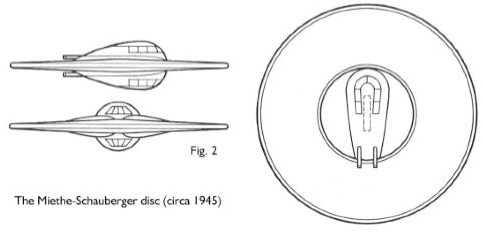 Fig. 2
The Miethe-Schauberger disc (circa 1945)